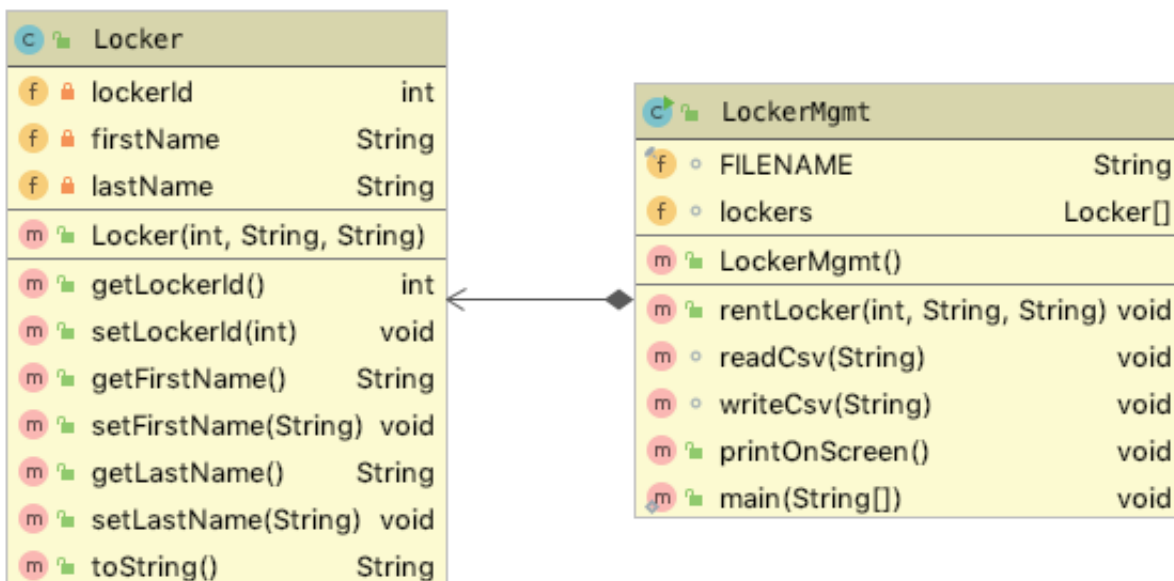 Locker
lockerId int
firstName String
lastName String
Locker(int, String, String)
getLockerId() int
setLockerId(int) void
getFirstName() String
setFirstName(String) void
getLastName() String
setLastName(String) void
toString() String
LockerMgmt
FILENAME String
lockers Locker[]
LockerMgmt()
rentLocker(int, String, String) void
readCsv(String) void
writeCsv(String) void
printOnScreen() void
main(String[]) void